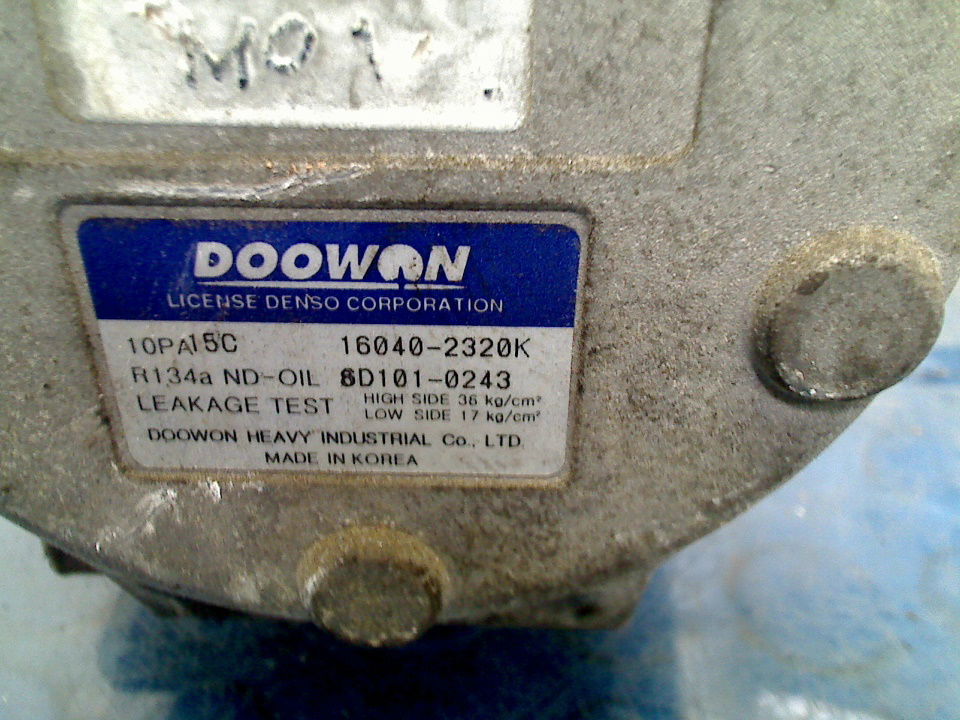 M01
DOOWON
LICENSE DENSO CORPORATION
10PA15C 16040-2320K
R134a ND-OIL 8D101-0243
LEAKAGE TEST HIGH SIDE 36 kg/cm²
LOW SIDE 17 kg/cm²
DOOWON HEAVY INDUSTRIAL Co., LTD.
MADE IN KOREA